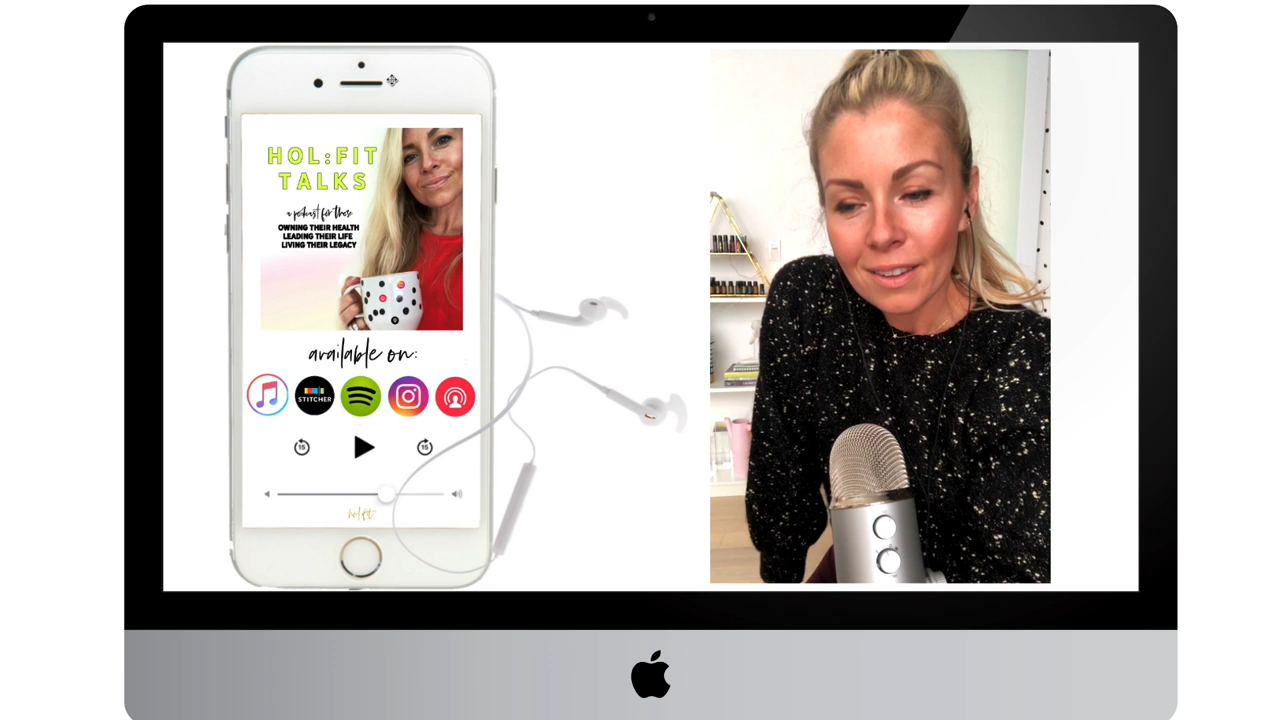 HOL:FIT
TALKS
a podcast for those
OWNING THEIR HEALTH
LEADING THEIR LIFE
LIVING THEIR LEGACY
available on:
STITCHER
15
15
hol:fit